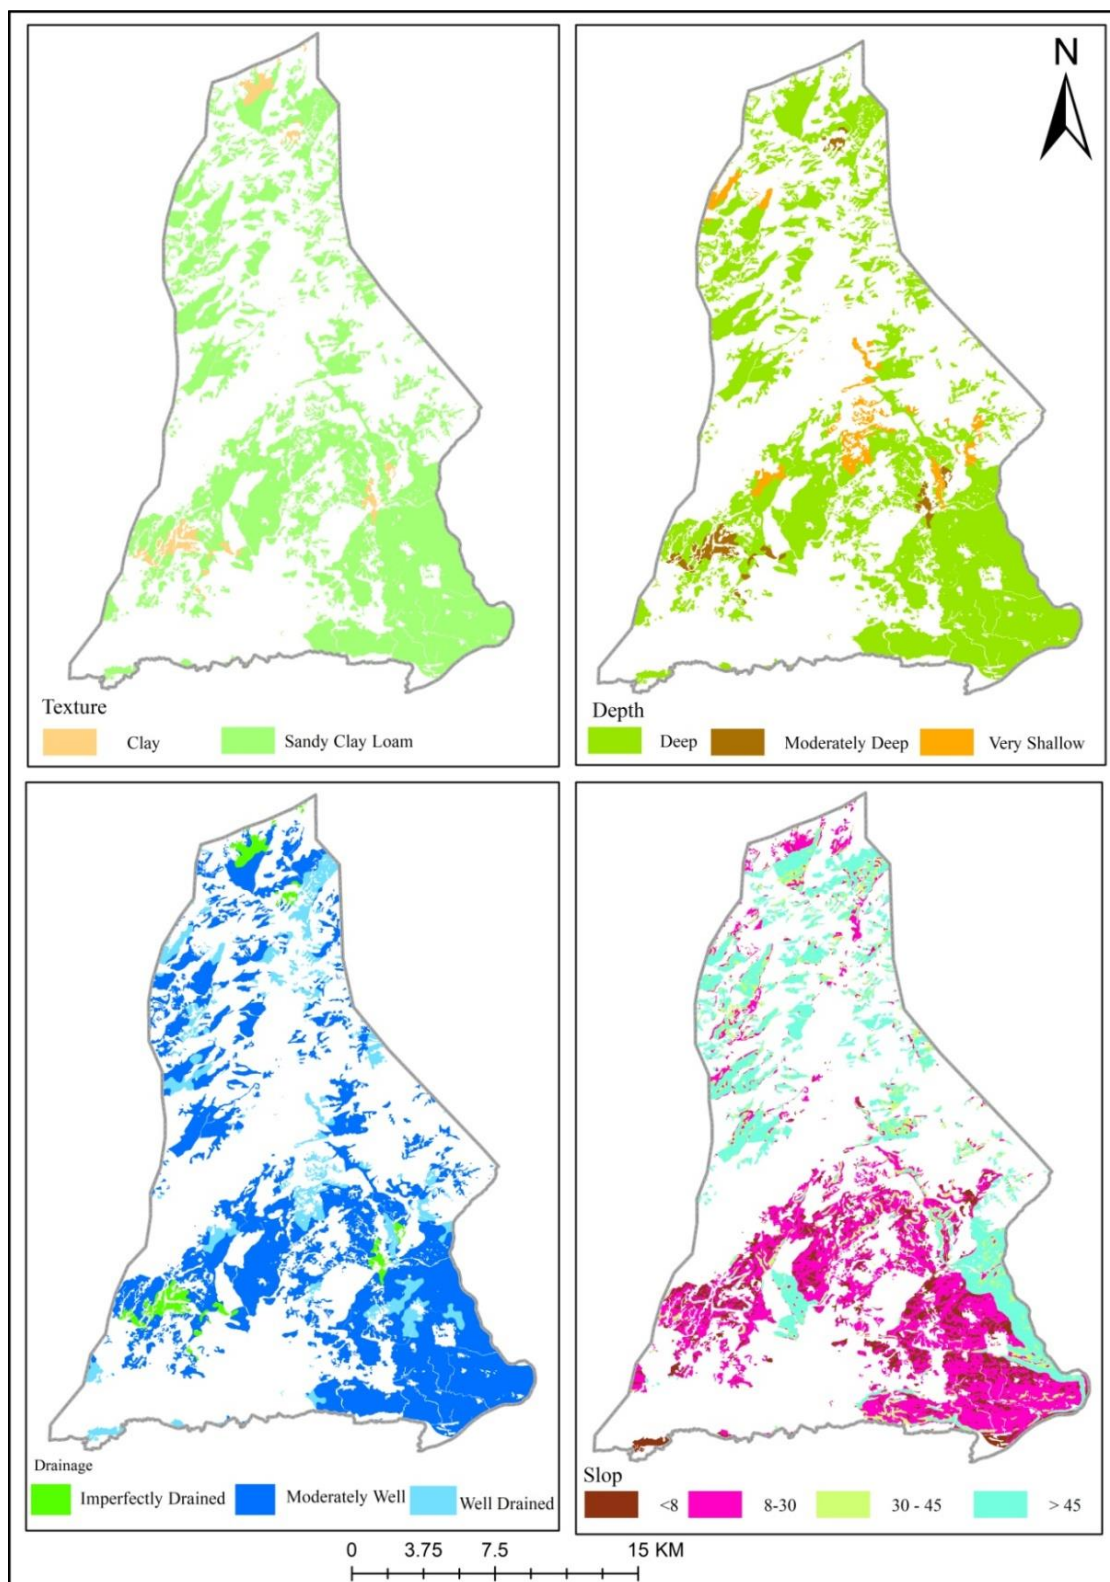 N
Texture
Clay
Sandy Clay Loam
Depth
Deep
Moderately Deep
Very Shallow
Drainage
Imperfectly Drained
Moderately Well
Well Drained
Slop
<8
8-30
30 - 45
> 45
0 3.75 7.5 15 KM